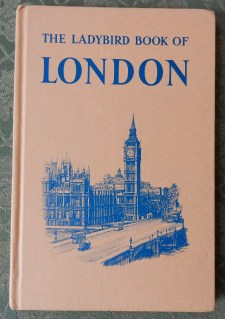 THE LADYBIRD BOOK OF
LONDON